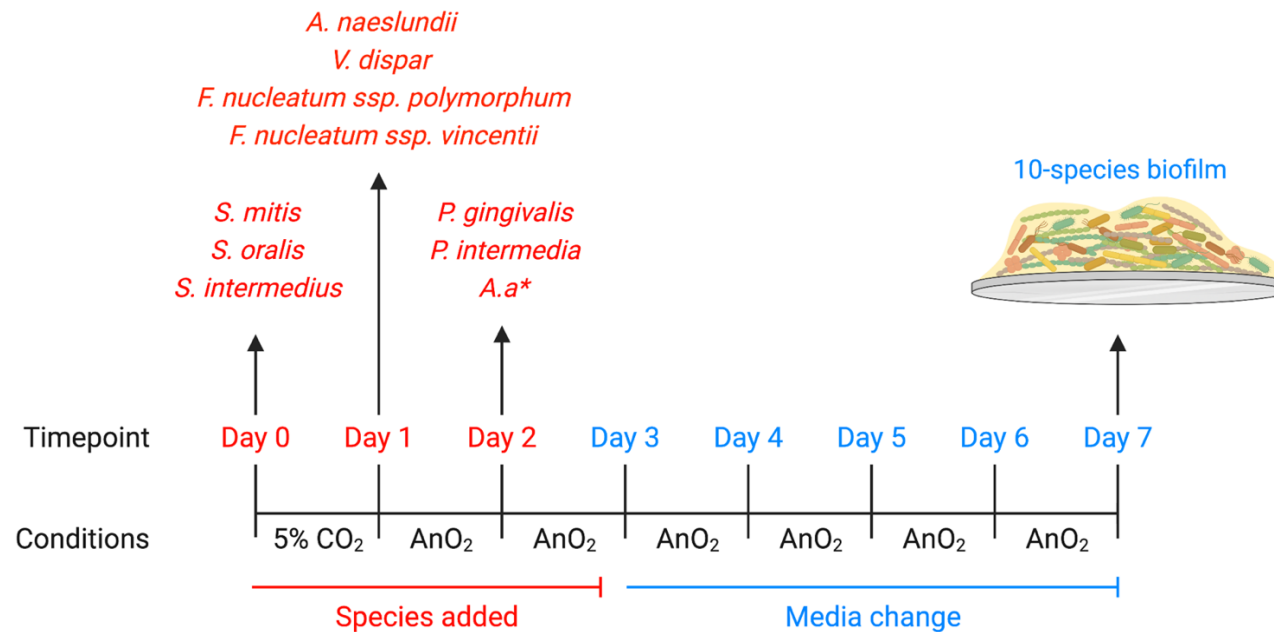 A. naeslundii
V. dispar
F. nucleatum ssp. polymorphum
F. nucleatum ssp. vincentii
10-species biofilm
S. mitis
S. oralis
S. intermedius
P. gingivalis
P. intermedia
A.a*
Timepoint Day 0 Day 1 Day 2 Day 3 Day 4 Day 5 Day 6 Day 7
Conditions 5% CO₂ AnO₂ AnO₂ AnO₂ AnO₂ AnO₂ AnO₂
Species added Media change